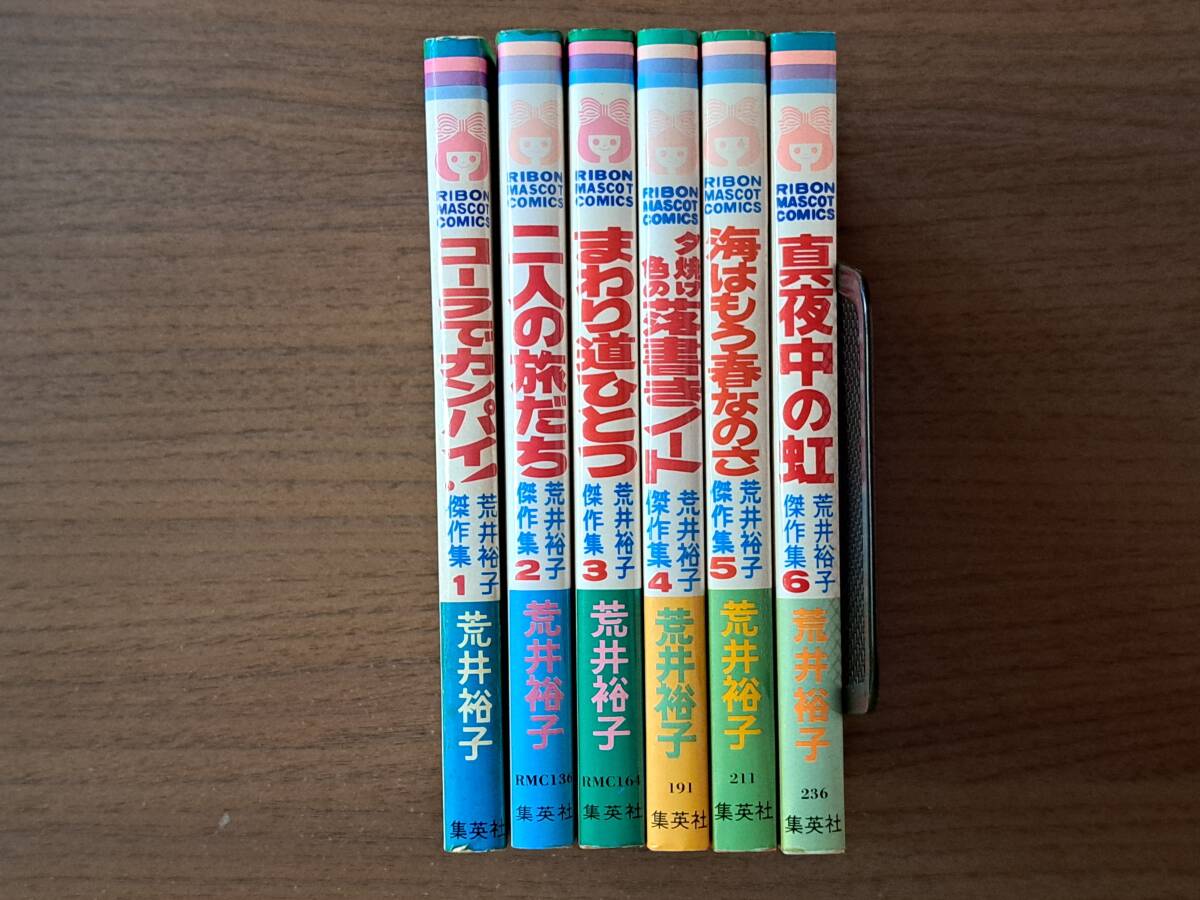 RIBON
MASCOT
COMICS
コーラでカンパイ!
荒井裕子
傑作集1
荒井裕子
集英社
RIBON
MASCOT
COMICS
二人の旅だち
荒井裕子
傑作集2
荒井裕子
RMC136
集英社
RIBON
MASCOT
COMICS
まわり道ひとつ
荒井裕子
傑作集3
荒井裕子
RMC164
集英社
RIBON
MASCOT
COMICS
夕焼け
色の
落書きノート
荒井裕子
傑作集4
荒井裕子
191
集英社
RIBON
MASCOT
COMICS
海はもう春なのさ
荒井裕子
傑作集5
荒井裕子
211
集英社
RIBON
MASCOT
COMICS
真夜中の虹
荒井裕子
傑作集6
荒井裕子
236
集英社